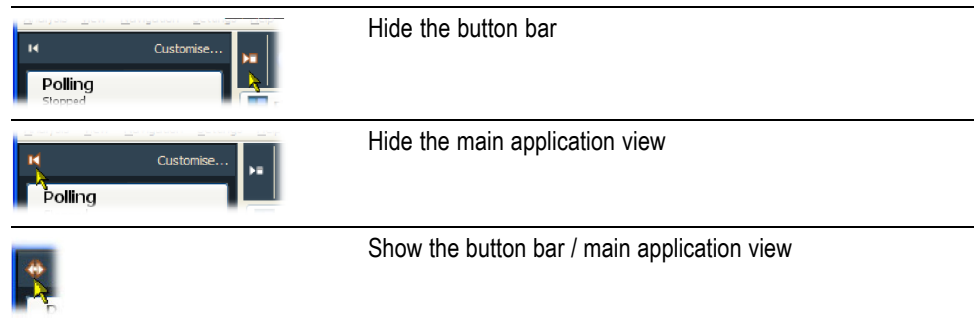 Hide the button bar
Customise...
Polling
Stopped
Hide the main application view
Customise...
Polling
Show the button bar / main application view